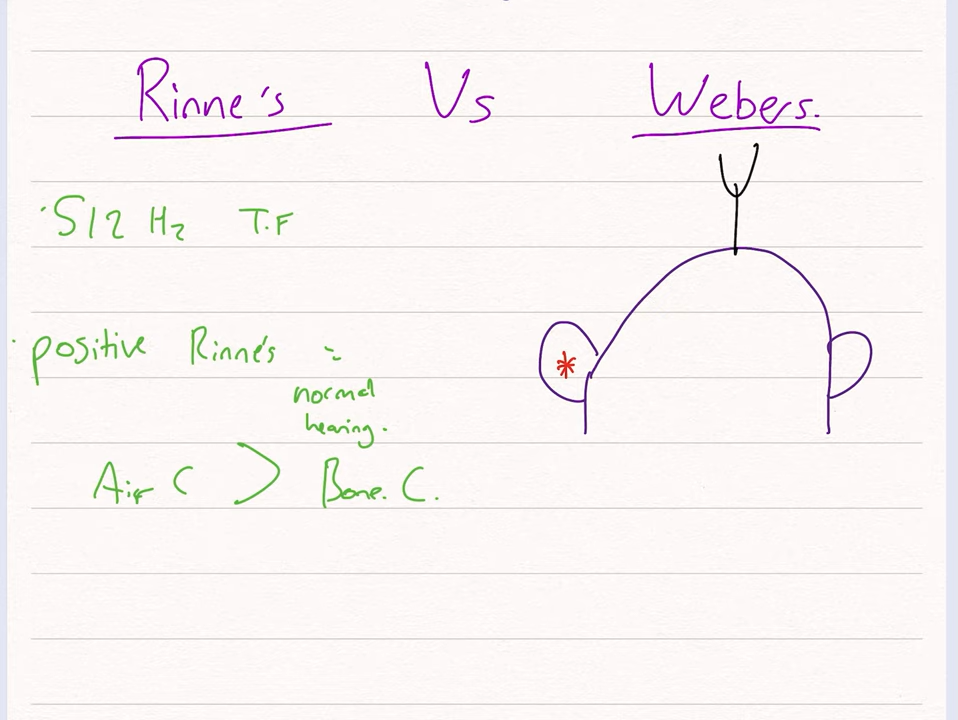 Rinne's Vs Webers.
·512 Hz T.F
· positive Rinne's =
normal
hearing.
Air C > Bone. C.